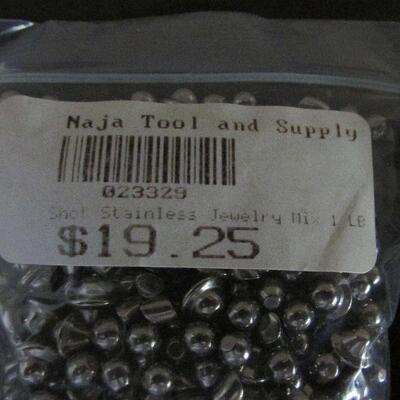 Naja Tool and Supply
023329
Shot Stainless Jewelry Mix 1 LB
$19.25